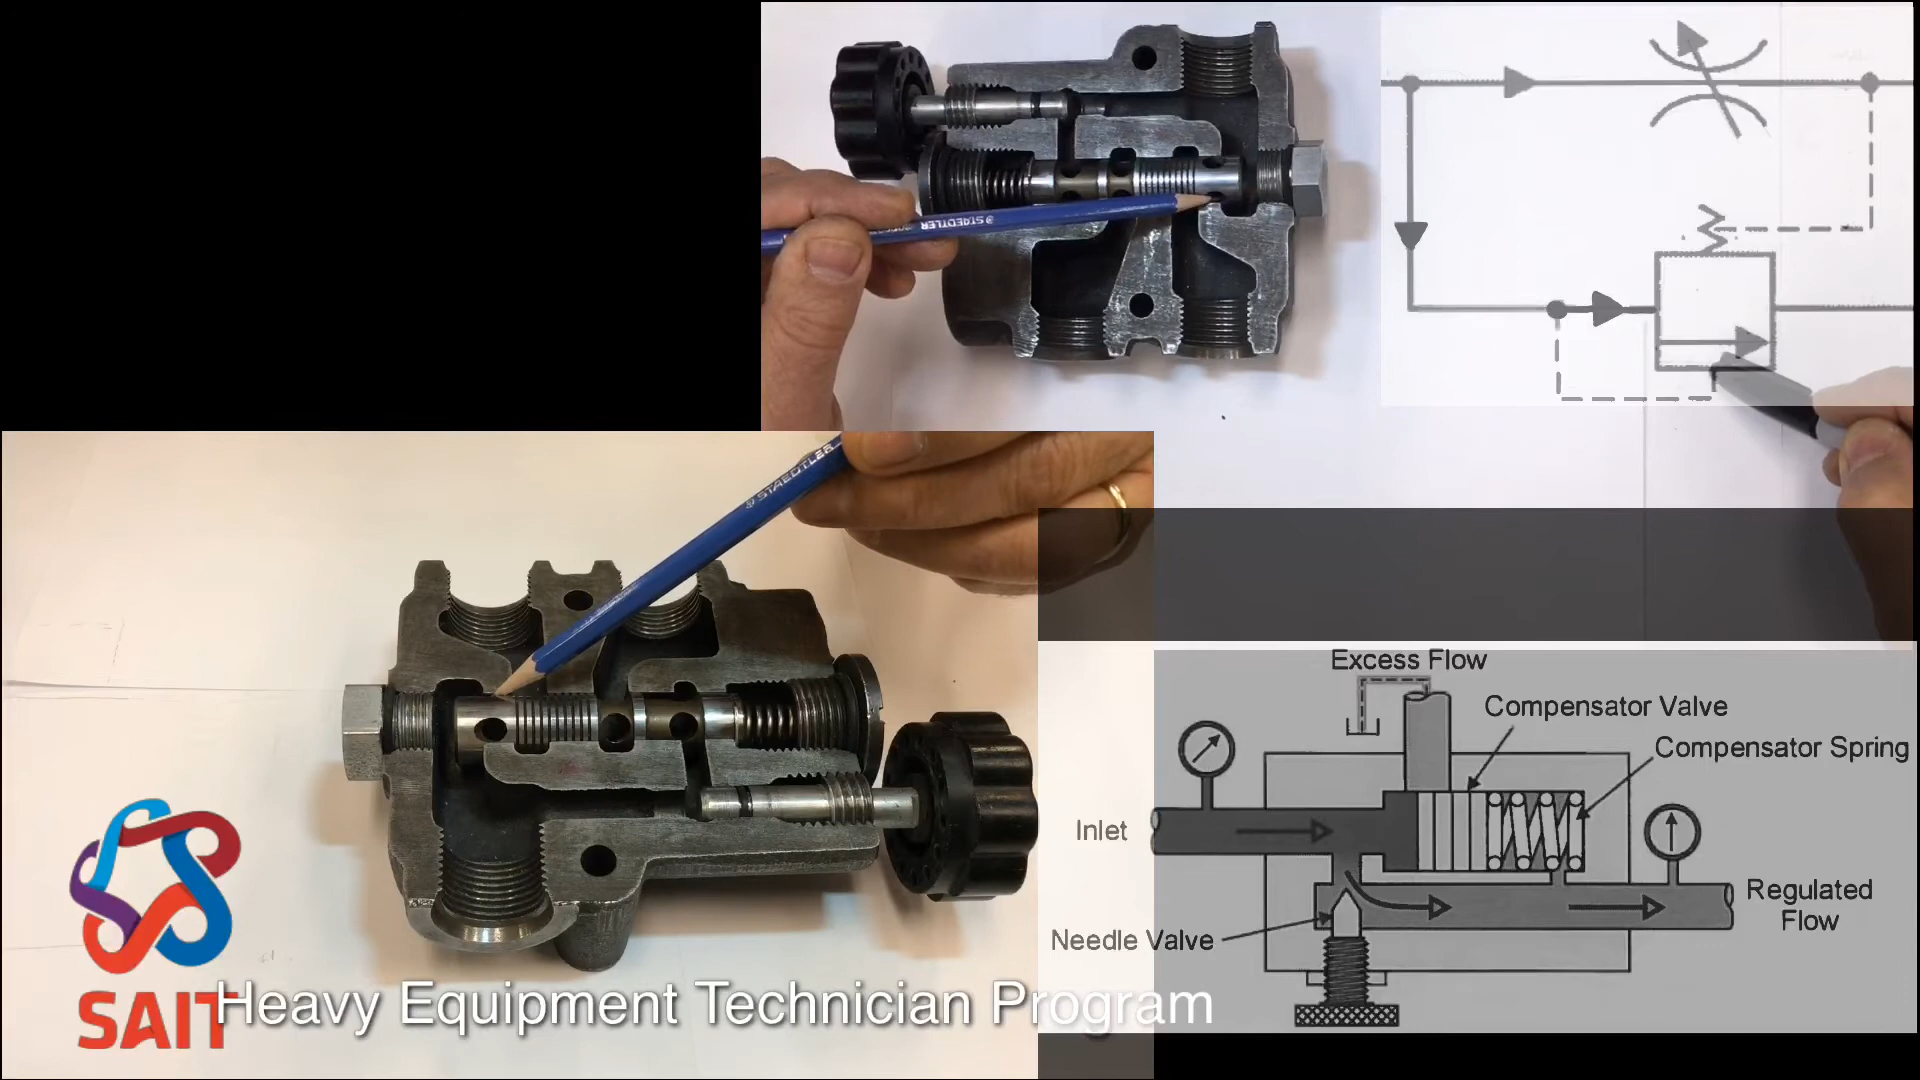 STAEDTLER
STAEDTLER
Excess Flow
Compensator Valve
Compensator Spring
Inlet
Regulated
Flow
Needle Valve
SAIT
Heavy Equipment Technician Program